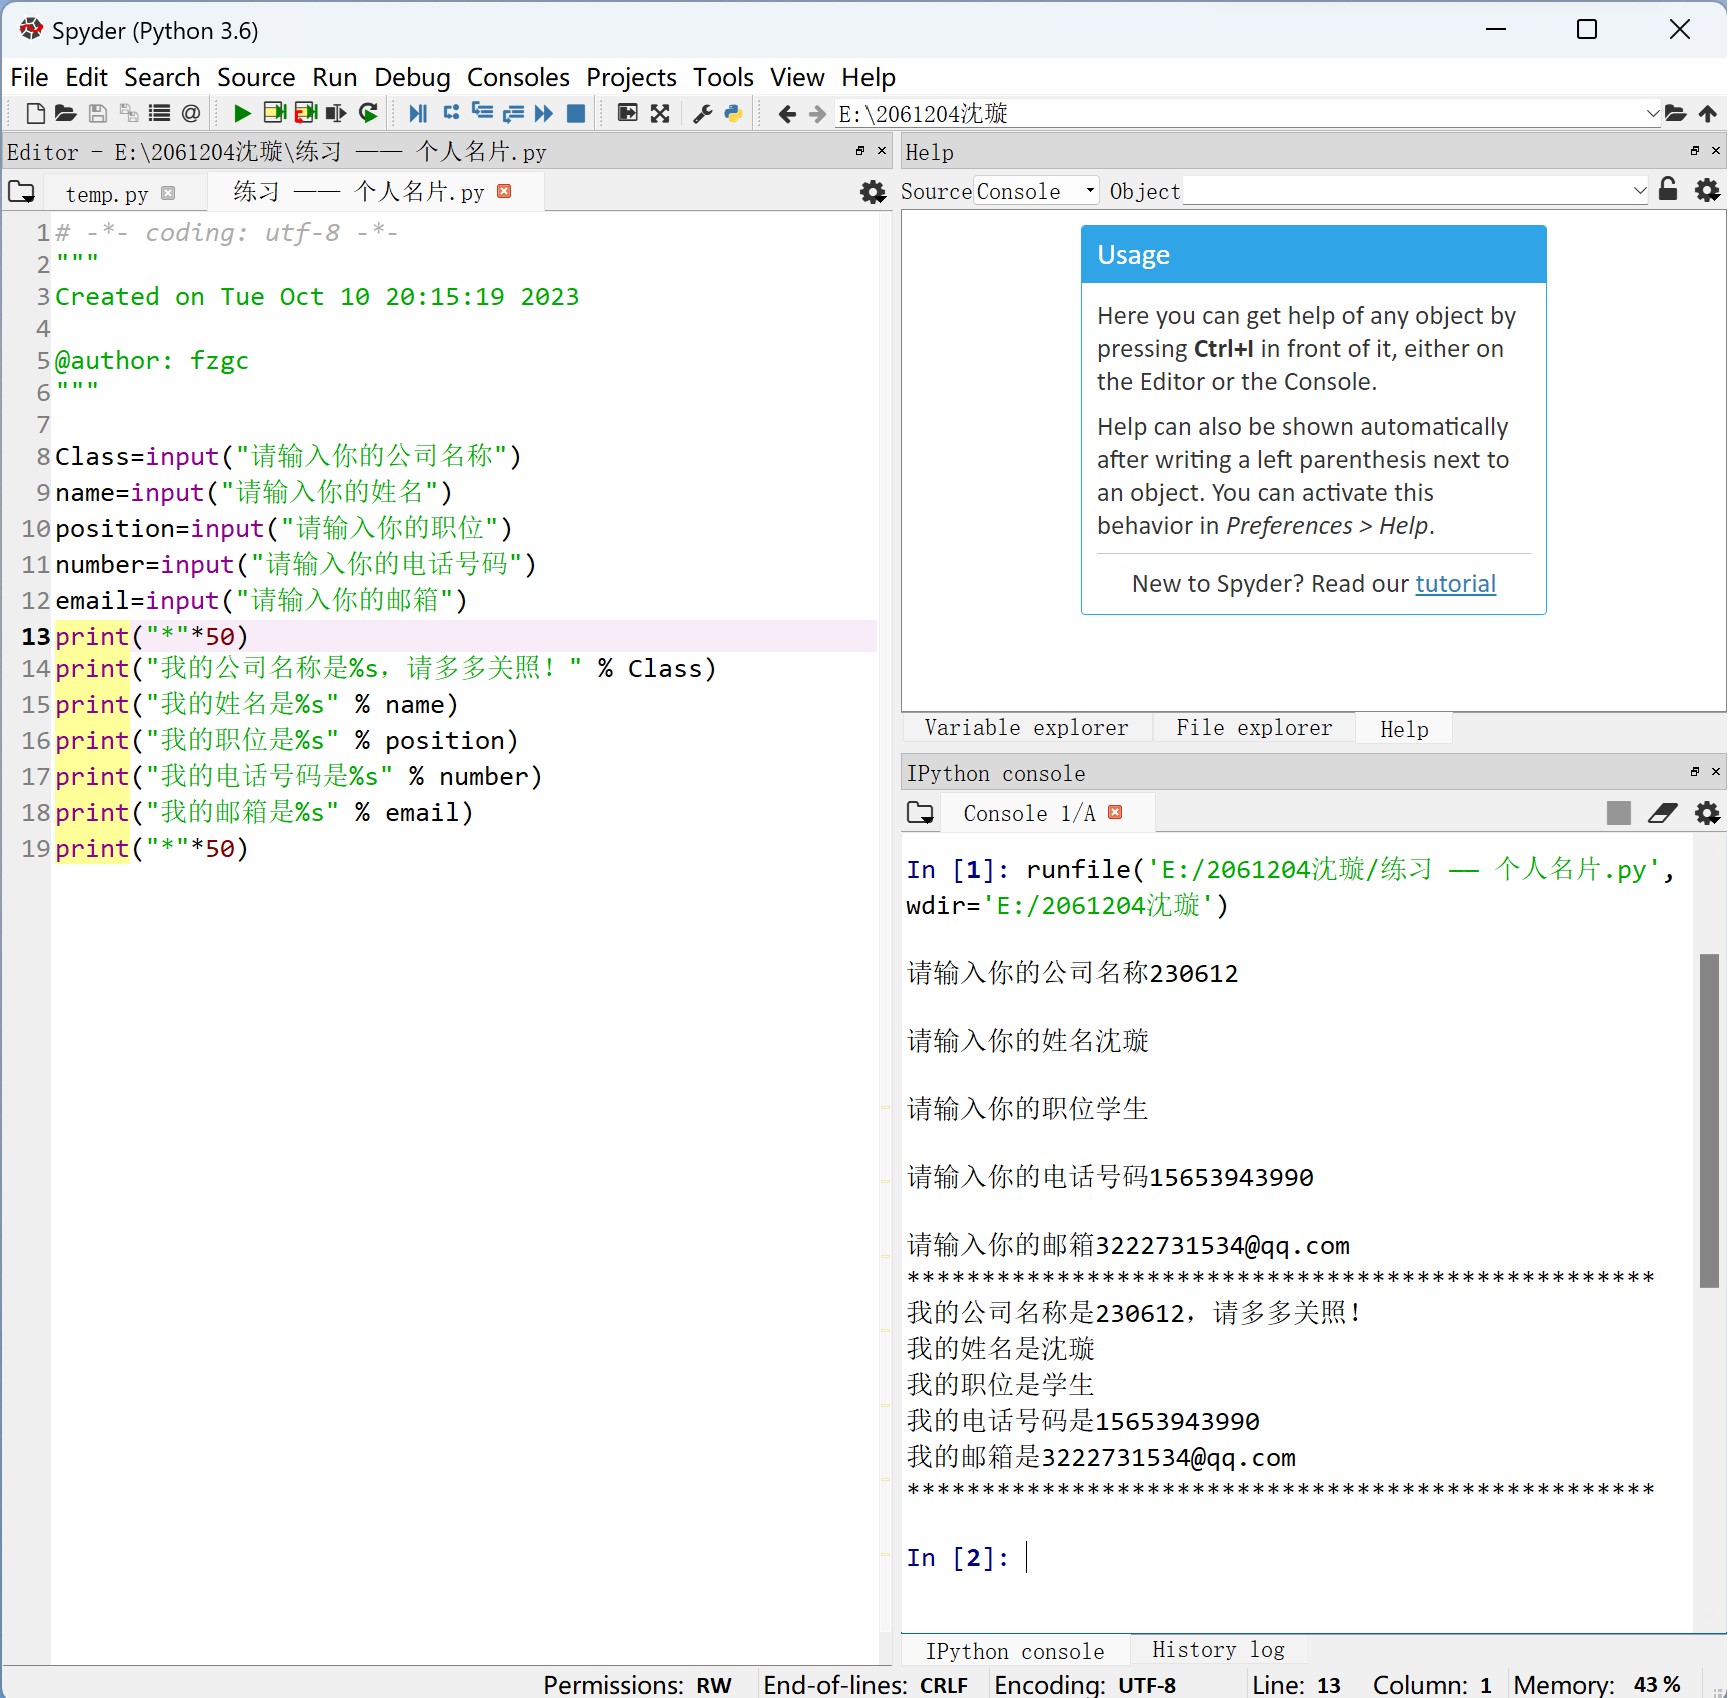 Spyder (Python 3.6)
File Edit Search Source Run Debug Consoles Projects Tools View Help
E:\2061204沈璇
Editor - E:\2061204沈璇\练习 —— 个人名片.py
temp.py 练习 —— 个人名片.py
1 # -*- coding: utf-8 -*-
2 """
3 Created on Tue Oct 10 20:15:19 2023
4
5 @author: fzgc
6 """
7
8 Class=input("请输入你的公司名称")
9 name=input("请输入你的姓名")
10 position=input("请输入你的职位")
11 number=input("请输入你的电话号码")
12 email=input("请输入你的邮箱")
13 print("*"*50)
14 print("我的公司名称是%s，请多多关照！" % Class)
15 print("我的姓名是%s" % name)
16 print("我的职位是%s" % position)
17 print("我的电话号码是%s" % number)
18 print("我的邮箱是%s" % email)
19 print("*"*50)
Help
Source Console Object
Usage
Here you can get help of any object by
pressing Ctrl+I in front of it, either on
the Editor or the Console.
Help can also be shown automatically
after writing a left parenthesis next to
an object. You can activate this
behavior in Preferences > Help.
New to Spyder? Read our tutorial
Variable explorer File explorer Help
IPython console
Console 1/A
In [1]: runfile('E:/2061204沈璇/练习 —— 个人名片.py',
wdir='E:/2061204沈璇')
请输入你的公司名称230612
请输入你的姓名沈璇
请输入你的职位学生
请输入你的电话号码15653943990
请输入你的邮箱3222731534@qq.com
**************************************************
我的公司名称是230612，请多多关照！
我的姓名是沈璇
我的职位是学生
我的电话号码是15653943990
我的邮箱是3222731534@qq.com
**************************************************
In [2]:
IPython console History log
Permissions: RW End-of-lines: CRLF Encoding: UTF-8 Line: 13 Column: 1 Memory: 43 %